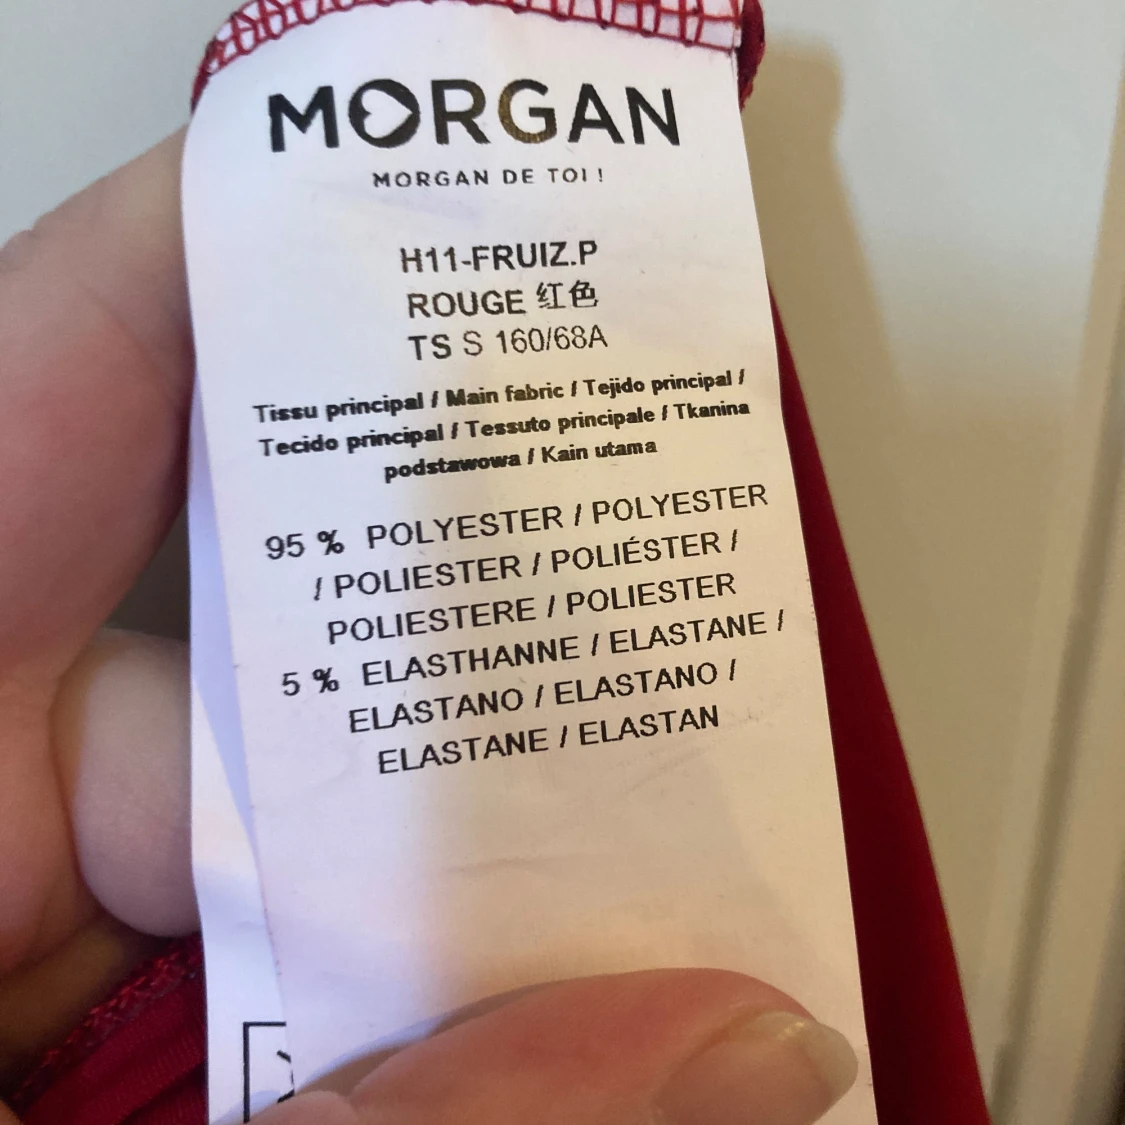 MORGAN
MORGAN DE TOI !
H11-FRUIZ.P
ROUGE 红色
TS S 160/68A
Tissu principal / Main fabric / Tejido principal /
Tecido principal / Tessuto principale / Tkanina
podstawowa / Kain utama
95 % POLYESTER / POLYESTER
/ POLIESTER / POLIÉSTER /
POLIESTERE / POLIESTER
5 % ELASTHANNE / ELASTANE /
ELASTANO / ELASTANO /
ELASTANE / ELASTAN